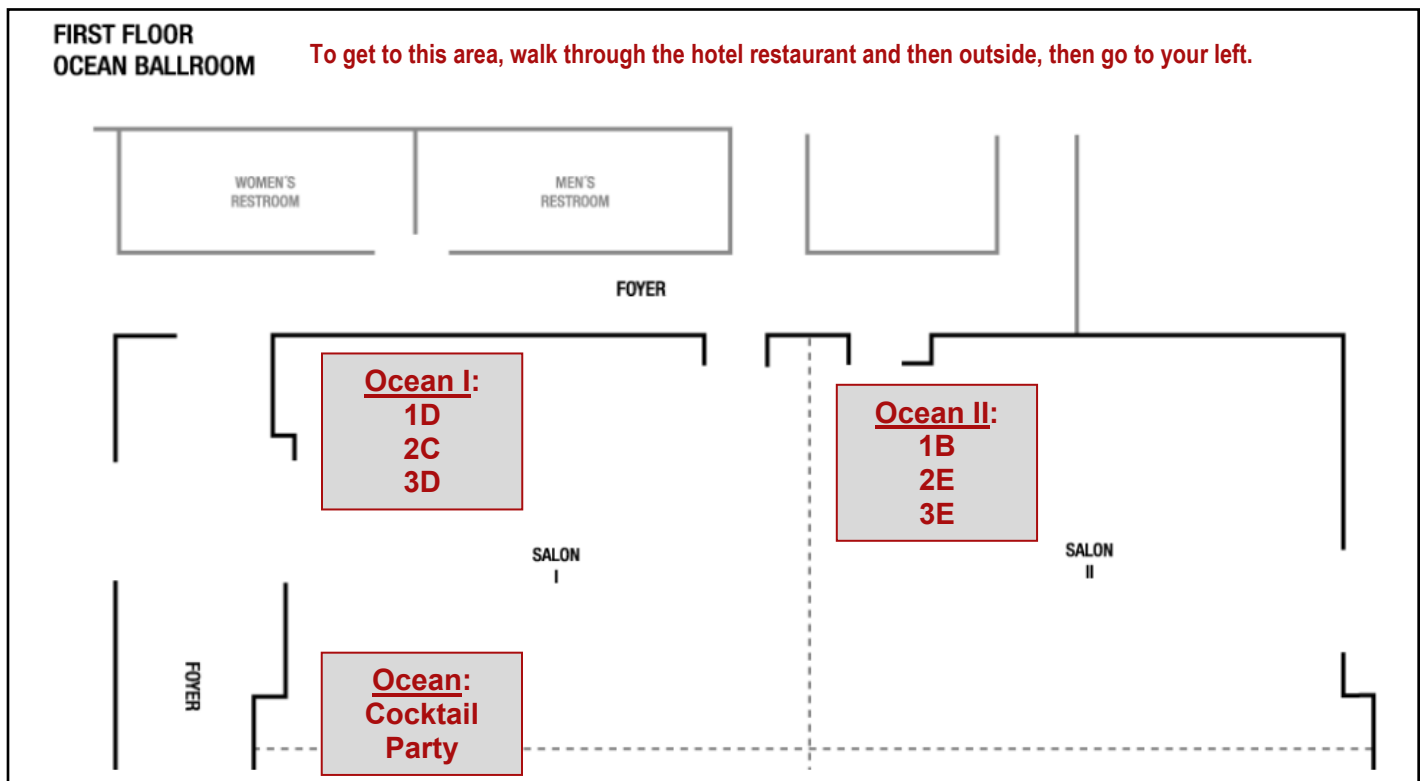 FIRST FLOOR
OCEAN BALLROOM
To get to this area, walk through the hotel restaurant and then outside, then go to your left.
WOMEN'S
RESTROOM
MEN'S
RESTROOM
FOYER
Ocean I:
1D
2C
3D
Ocean II:
1B
2E
3E
SALON
I
SALON
II
FOYER
Ocean:
Cocktail
Party